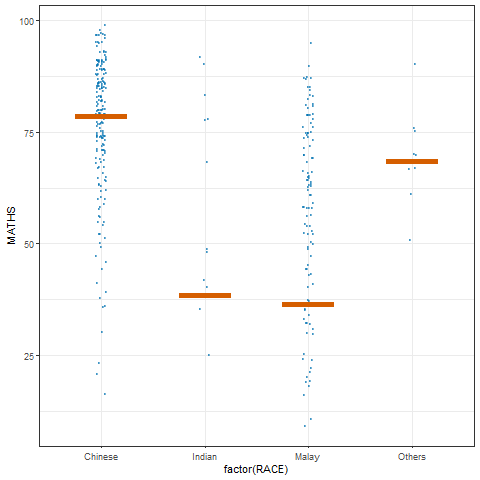 100
75
50
25
MATHS
Chinese
Indian
Malay
Others
factor(RACE)